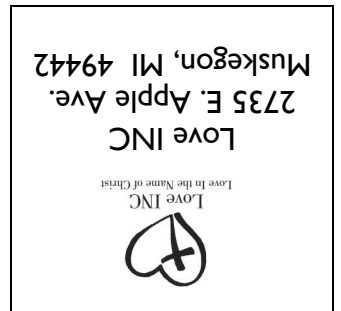 Love INC
Love In the Name of Christ
Love INC
2735 E. Apple Ave.
Muskegon, MI 49442